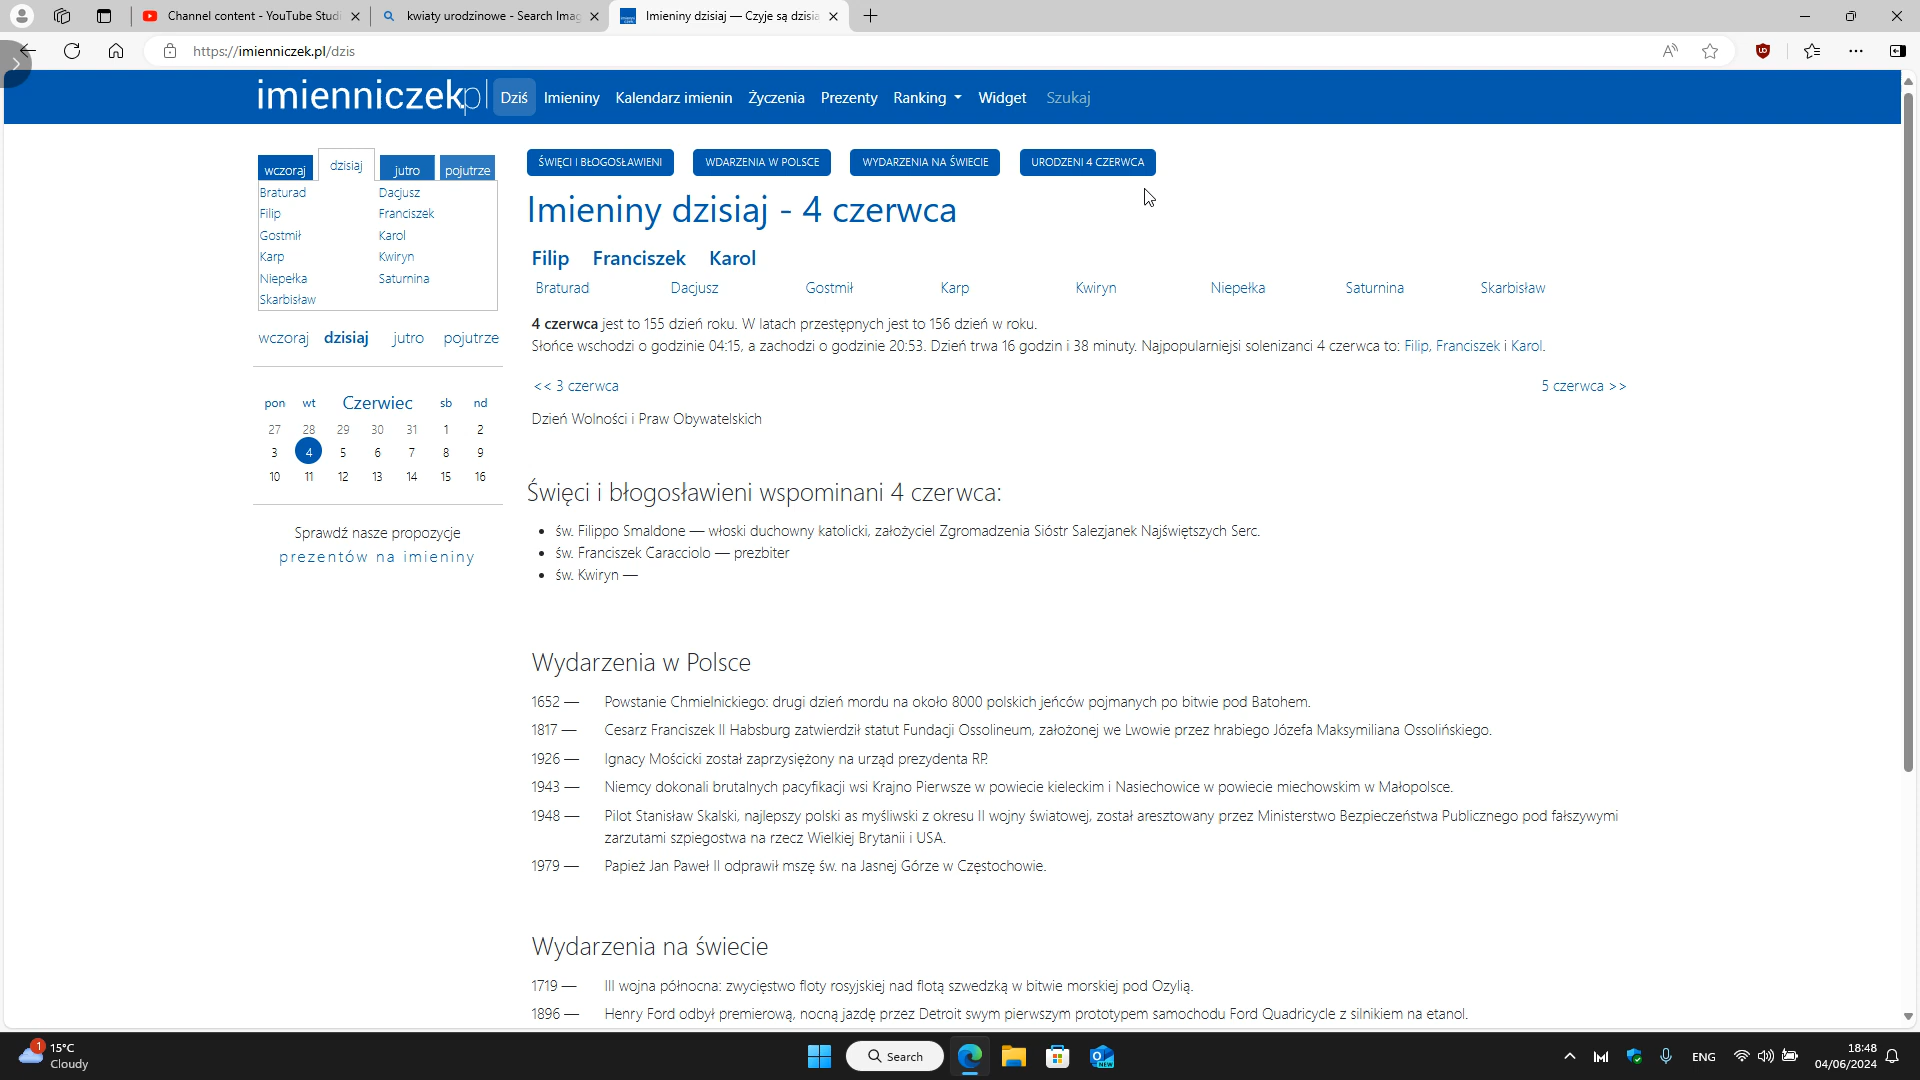 Channel content - YouTube Studi
kwiaty urodzinowe - Search Imag
Imieniny dzisiaj — Czyje są dzisia
https://imienniczek.pl/dzis
imienniczekpl
Dziś
Imieniny
Kalendarz imienin
Życzenia
Prezenty
Ranking
Widget
Szukaj
wczoraj
dzisiaj
jutro
pojutrze
Braturad
Dacjusz
Filip
Franciszek
Gostmił
Karol
Karp
Kwiryn
Niepełka
Saturnina
Skarbisław
wczoraj
dzisiaj
jutro
pojutrze
pon wt Czerwiec sb nd
27 28 29 30 31 1 2
3 4 5 6 7 8 9
10 11 12 13 14 15 16
Sprawdź nasze propozycje
prezentów na imieniny
ŚWIĘCI I BŁOGOSŁAWIENI
WDARZENIA W POLSCE
WYDARZENIA NA ŚWIECIE
URODZENI 4 CZERWCA
Imieniny dzisiaj - 4 czerwca
Filip Franciszek Karol
Braturad Dacjusz Gostmił Karp Kwiryn Niepełka Saturnina Skarbisław
4 czerwca jest to 155 dzień roku. W latach przestępnych jest to 156 dzień w roku.
Słońce wschodzi o godzinie 04:15, a zachodzi o godzinie 20:53. Dzień trwa 16 godzin i 38 minuty. Najpopularniejsi solenizanci 4 czerwca to: Filip, Franciszek i Karol.
<< 3 czerwca
5 czerwca >>
Dzień Wolności i Praw Obywatelskich
Święci i błogosławieni wspominani 4 czerwca:
• św. Filippo Smaldone — włoski duchowny katolicki, założyciel Zgromadzenia Sióstr Salezjanek Najświętszych Serc.
• św. Franciszek Caracciolo — prezbiter
• św. Kwiryn —
Wydarzenia w Polsce
1652 — Powstanie Chmielnickiego: drugi dzień mordu na około 8000 polskich jeńców pojmanych po bitwie pod Batohem.
1817 — Cesarz Franciszek II Habsburg zatwierdził statut Fundacji Ossolineum, założonej we Lwowie przez hrabiego Józefa Maksymiliana Ossolińskiego.
1926 — Ignacy Mościcki został zaprzysiężony na urząd prezydenta RP.
1943 — Niemcy dokonali brutalnych pacyfikacji wsi Krajno Pierwsze w powiecie kieleckim i Nasiechowice w powiecie miechowskim w Małopolsce.
1948 — Pilot Stanisław Skalski, najlepszy polski as myśliwski z okresu II wojny światowej, został aresztowany przez Ministerstwo Bezpieczeństwa Publicznego pod fałszywymi
zarzutami szpiegostwa na rzecz Wielkiej Brytanii i USA.
1979 — Papież Jan Paweł II odprawił mszę św. na Jasnej Górze w Częstochowie.
Wydarzenia na świecie
1719 — III wojna północna: zwycięstwo floty rosyjskiej nad flotą szwedzką w bitwie morskiej pod Ozylią.
1896 — Henry Ford odbył premierową, nocną jazdę przez Detroit swym pierwszym prototypem samochodu Ford Quadricycle z silnikiem na etanol.
1
15°C
Cloudy
Search
ENG
18:48
04/06/2024